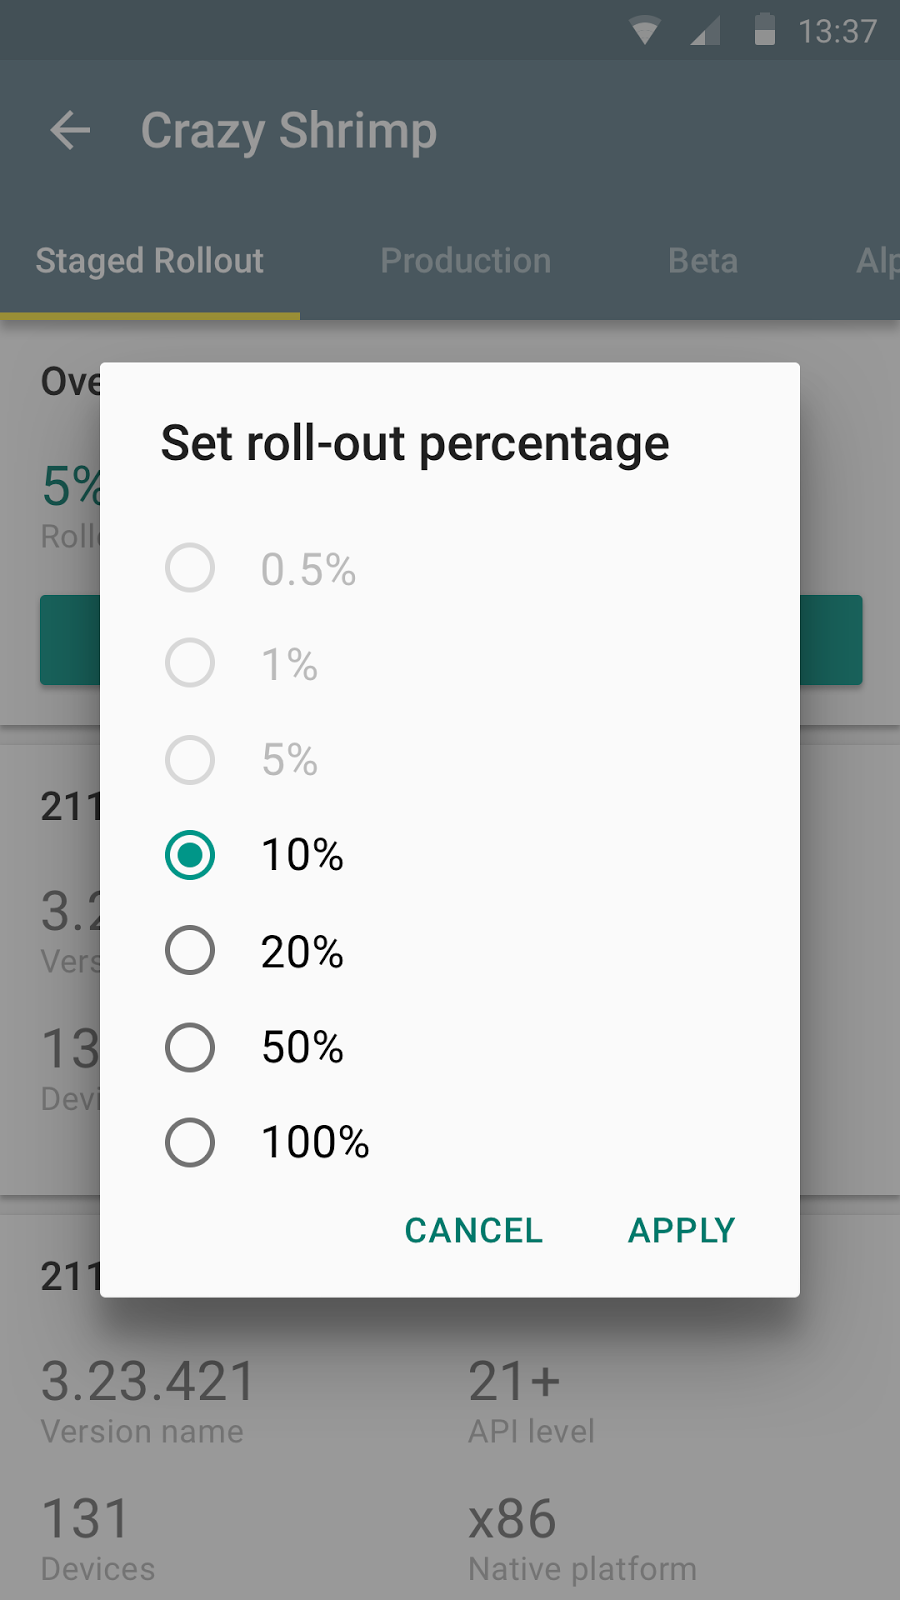 13:37
Crazy Shrimp
Staged Rollout Production Beta
Set roll-out percentage
5%
0.5%
1%
5%
10%
20%
50%
100%
CANCEL APPLY
3.23.421 21+
Version name API level
131 x86
Devices Native platform